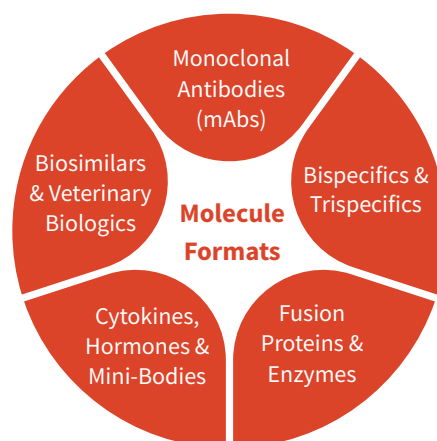 Monoclonal
Antibodies
(mAbs)
Bispecifics &
Trispecifics
Fusion
Proteins &
Enzymes
Cytokines,
Hormones &
Mini-Bodies
Biosimilars
& Veterinary
Biologics
Molecule
Formats